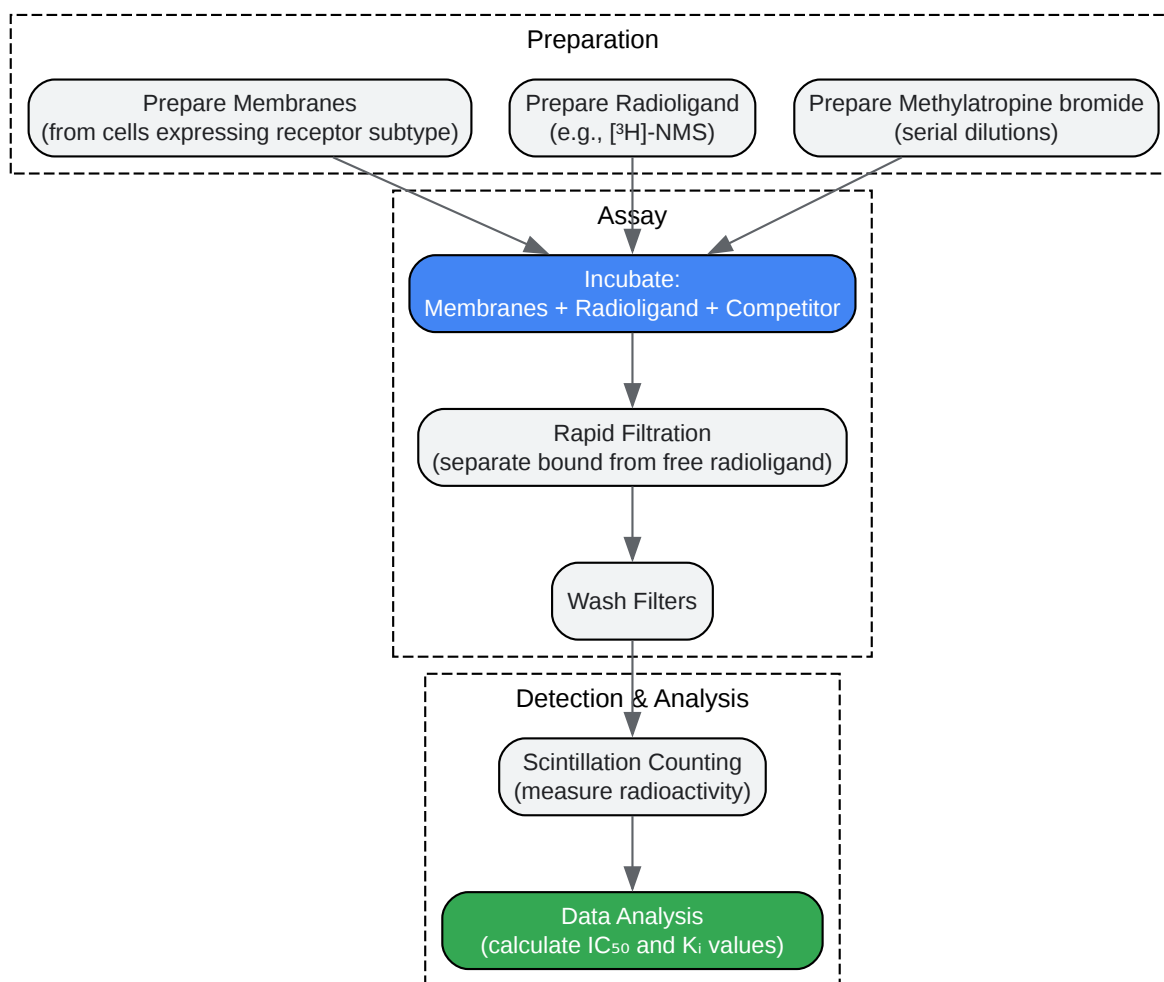 Preparation
Prepare Membranes
(from cells expressing receptor subtype)
Prepare Radioligand
(e.g., [³H]-NMS)
Prepare Methylatropine bromide
(serial dilutions)
Assay
Incubate:
Membranes + Radioligand + Competitor
Rapid Filtration
(separate bound from free radioligand)
Wash Filters
Detection & Analysis
Scintillation Counting
(measure radioactivity)
Data Analysis
(calculate IC₅₀ and Kᵢ values)